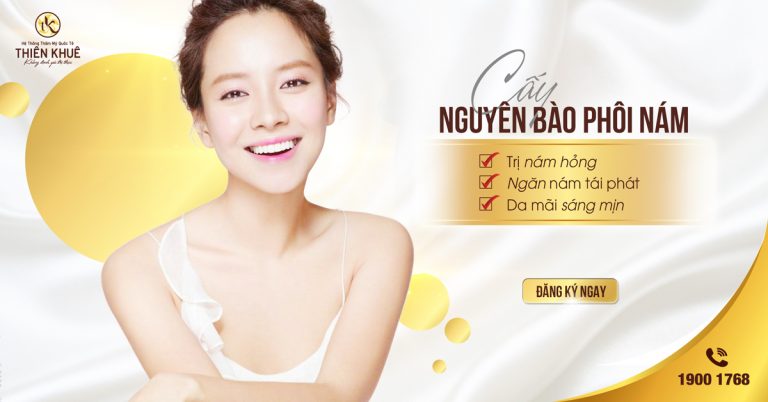 Hệ Thống Thẩm Mỹ Quốc Tế
THIÊN KHUÊ
Cấy
NGUYÊN BÀO PHÔI NÁM
Trị nám hồng
Ngăn nám tái phát
Da mãi sáng mịn
ĐĂNG KÝ NGAY
1900 1768